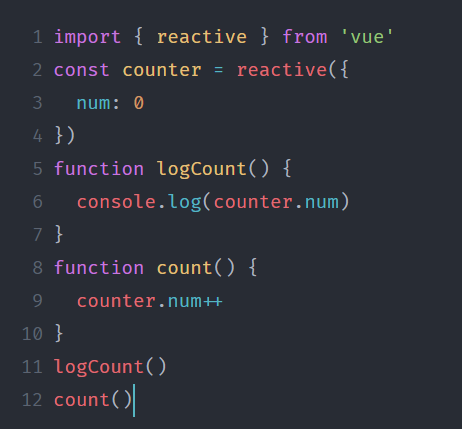 1 import { reactive } from 'vue'
2 const counter = reactive({
3   num: 0
4 })
5 function logCount() {
6   console.log(counter.num)
7 }
8 function count() {
9   counter.num++
10 }
11 logCount()
12 count()